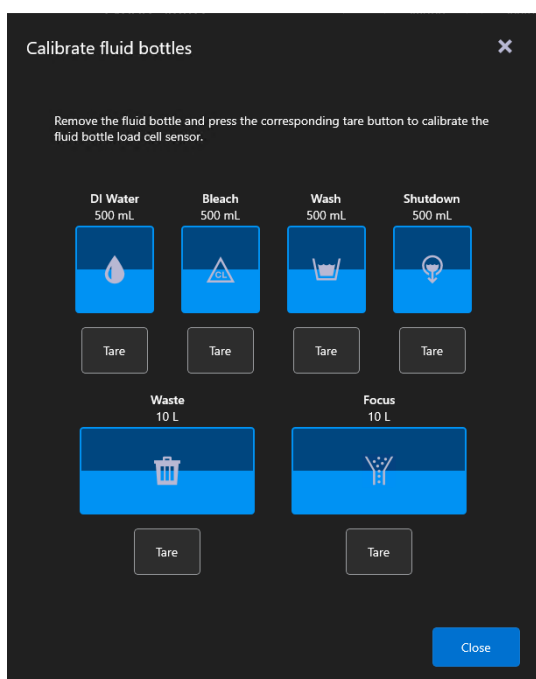 Calibrate fluid bottles
Remove the fluid bottle and press the corresponding tare button to calibrate the
fluid bottle load cell sensor.
DI Water Bleach Wash Shutdown
500 mL 500 mL 500 mL 500 mL
CL
Tare Tare Tare Tare
Waste Focus
10 L 10 L
Tare Tare
Close